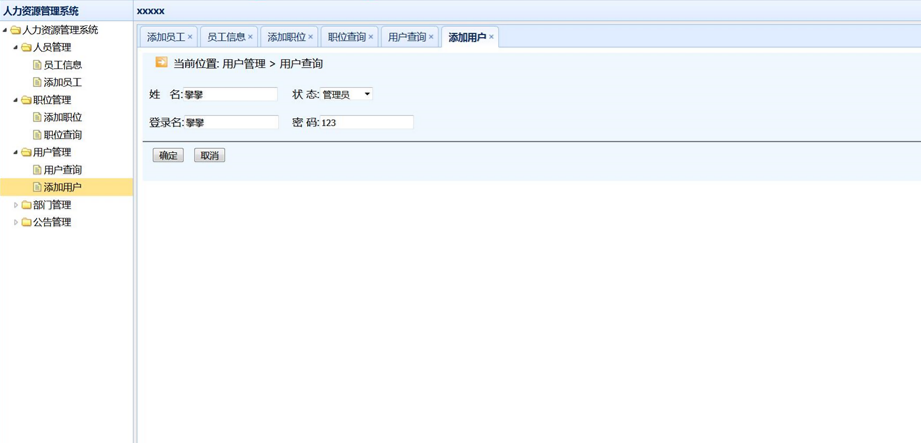 人力资源管理系统
xxxxx
人力资源管理系统
人员管理
员工信息
添加员工
职位管理
添加职位
职位查询
用户管理
用户查询
添加用户
部门管理
公告管理
添加员工 × 员工信息 × 添加职位 × 职位查询 × 用户查询 × 添加用户 ×
当前位置: 用户管理 > 用户查询
姓 名: 攀攀 状 态: 管理员
登录名: 攀攀 密 码: 123
确定 取消